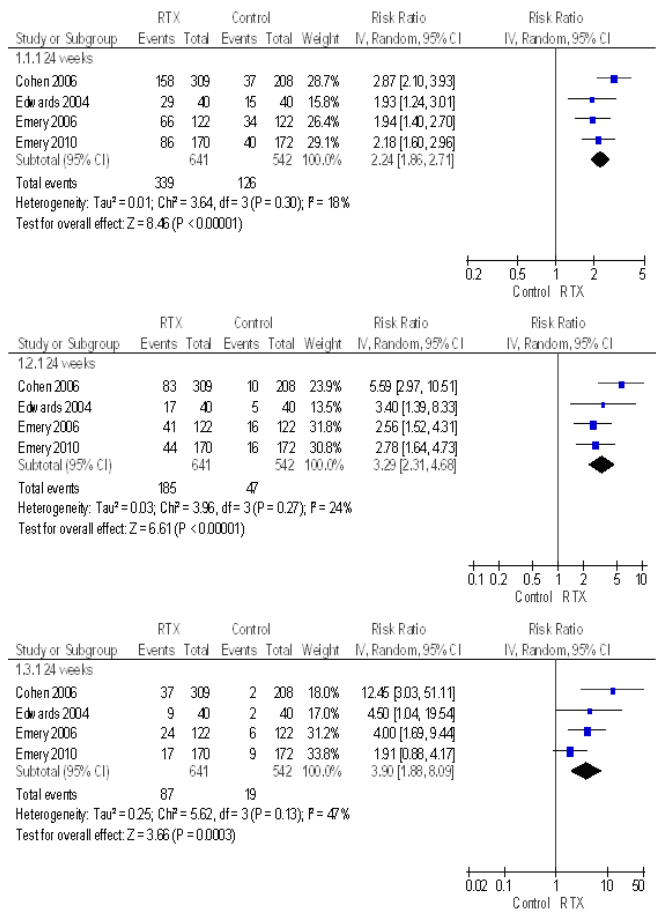 RTX Control Risk Ratio Risk Ratio
Study or Subgroup Events Total Events Total Weight IV, Random, 95% CI IV, Random, 95% CI
1.1.1 24 weeks
Cohen 2006 158 309 37 208 28.7% 2.87 [2.10, 3.93]
Edwards 2004 29 40 15 40 15.8% 1.93 [1.24, 3.01]
Emery 2006 66 122 34 122 26.4% 1.94 [1.40, 2.70]
Emery 2010 86 170 40 172 29.1% 2.18 [1.60, 2.96]
Subtotal (95% CI) 641 542 100.0% 2.24 [1.86, 2.71]
Total events 339 126
Heterogeneity: Tau² = 0.01; Chi² = 3.64, df = 3 (P = 0.30); I² = 18%
Test for overall effect: Z = 8.46 (P < 0.00001)
0.2 0.5 1 2 5
Control RTX
RTX Control Risk Ratio Risk Ratio
Study or Subgroup Events Total Events Total Weight IV, Random, 95% CI IV, Random, 95% CI
1.2.1 24 weeks
Cohen 2006 83 309 10 208 23.9% 5.59 [2.97, 10.51]
Edwards 2004 17 40 5 40 13.5% 3.40 [1.39, 8.33]
Emery 2006 41 122 16 122 31.8% 2.56 [1.52, 4.31]
Emery 2010 44 170 16 172 30.8% 2.78 [1.64, 4.73]
Subtotal (95% CI) 641 542 100.0% 3.29 [2.31, 4.68]
Total events 185 47
Heterogeneity: Tau² = 0.03; Chi² = 3.96, df = 3 (P = 0.27); I² = 24%
Test for overall effect: Z = 6.61 (P < 0.00001)
0.1 0.2 0.5 1 2 5 10
Control RTX
RTX Control Risk Ratio Risk Ratio
Study or Subgroup Events Total Events Total Weight IV, Random, 95% CI IV, Random, 95% CI
1.3.1 24 weeks
Cohen 2006 37 309 2 208 18.0% 12.45 [3.03, 51.11]
Edwards 2004 9 40 2 40 17.0% 4.50 [1.04, 19.54]
Emery 2006 24 122 6 122 31.2% 4.00 [1.69, 9.44]
Emery 2010 17 170 9 172 33.8% 1.91 [0.88, 4.17]
Subtotal (95% CI) 641 542 100.0% 3.90 [1.88, 8.09]
Total events 87 19
Heterogeneity: Tau² = 0.25; Chi² = 5.62, df = 3 (P = 0.13); I² = 47%
Test for overall effect: Z = 3.66 (P = 0.0003)
0.02 0.1 1 10 50
Control RTX